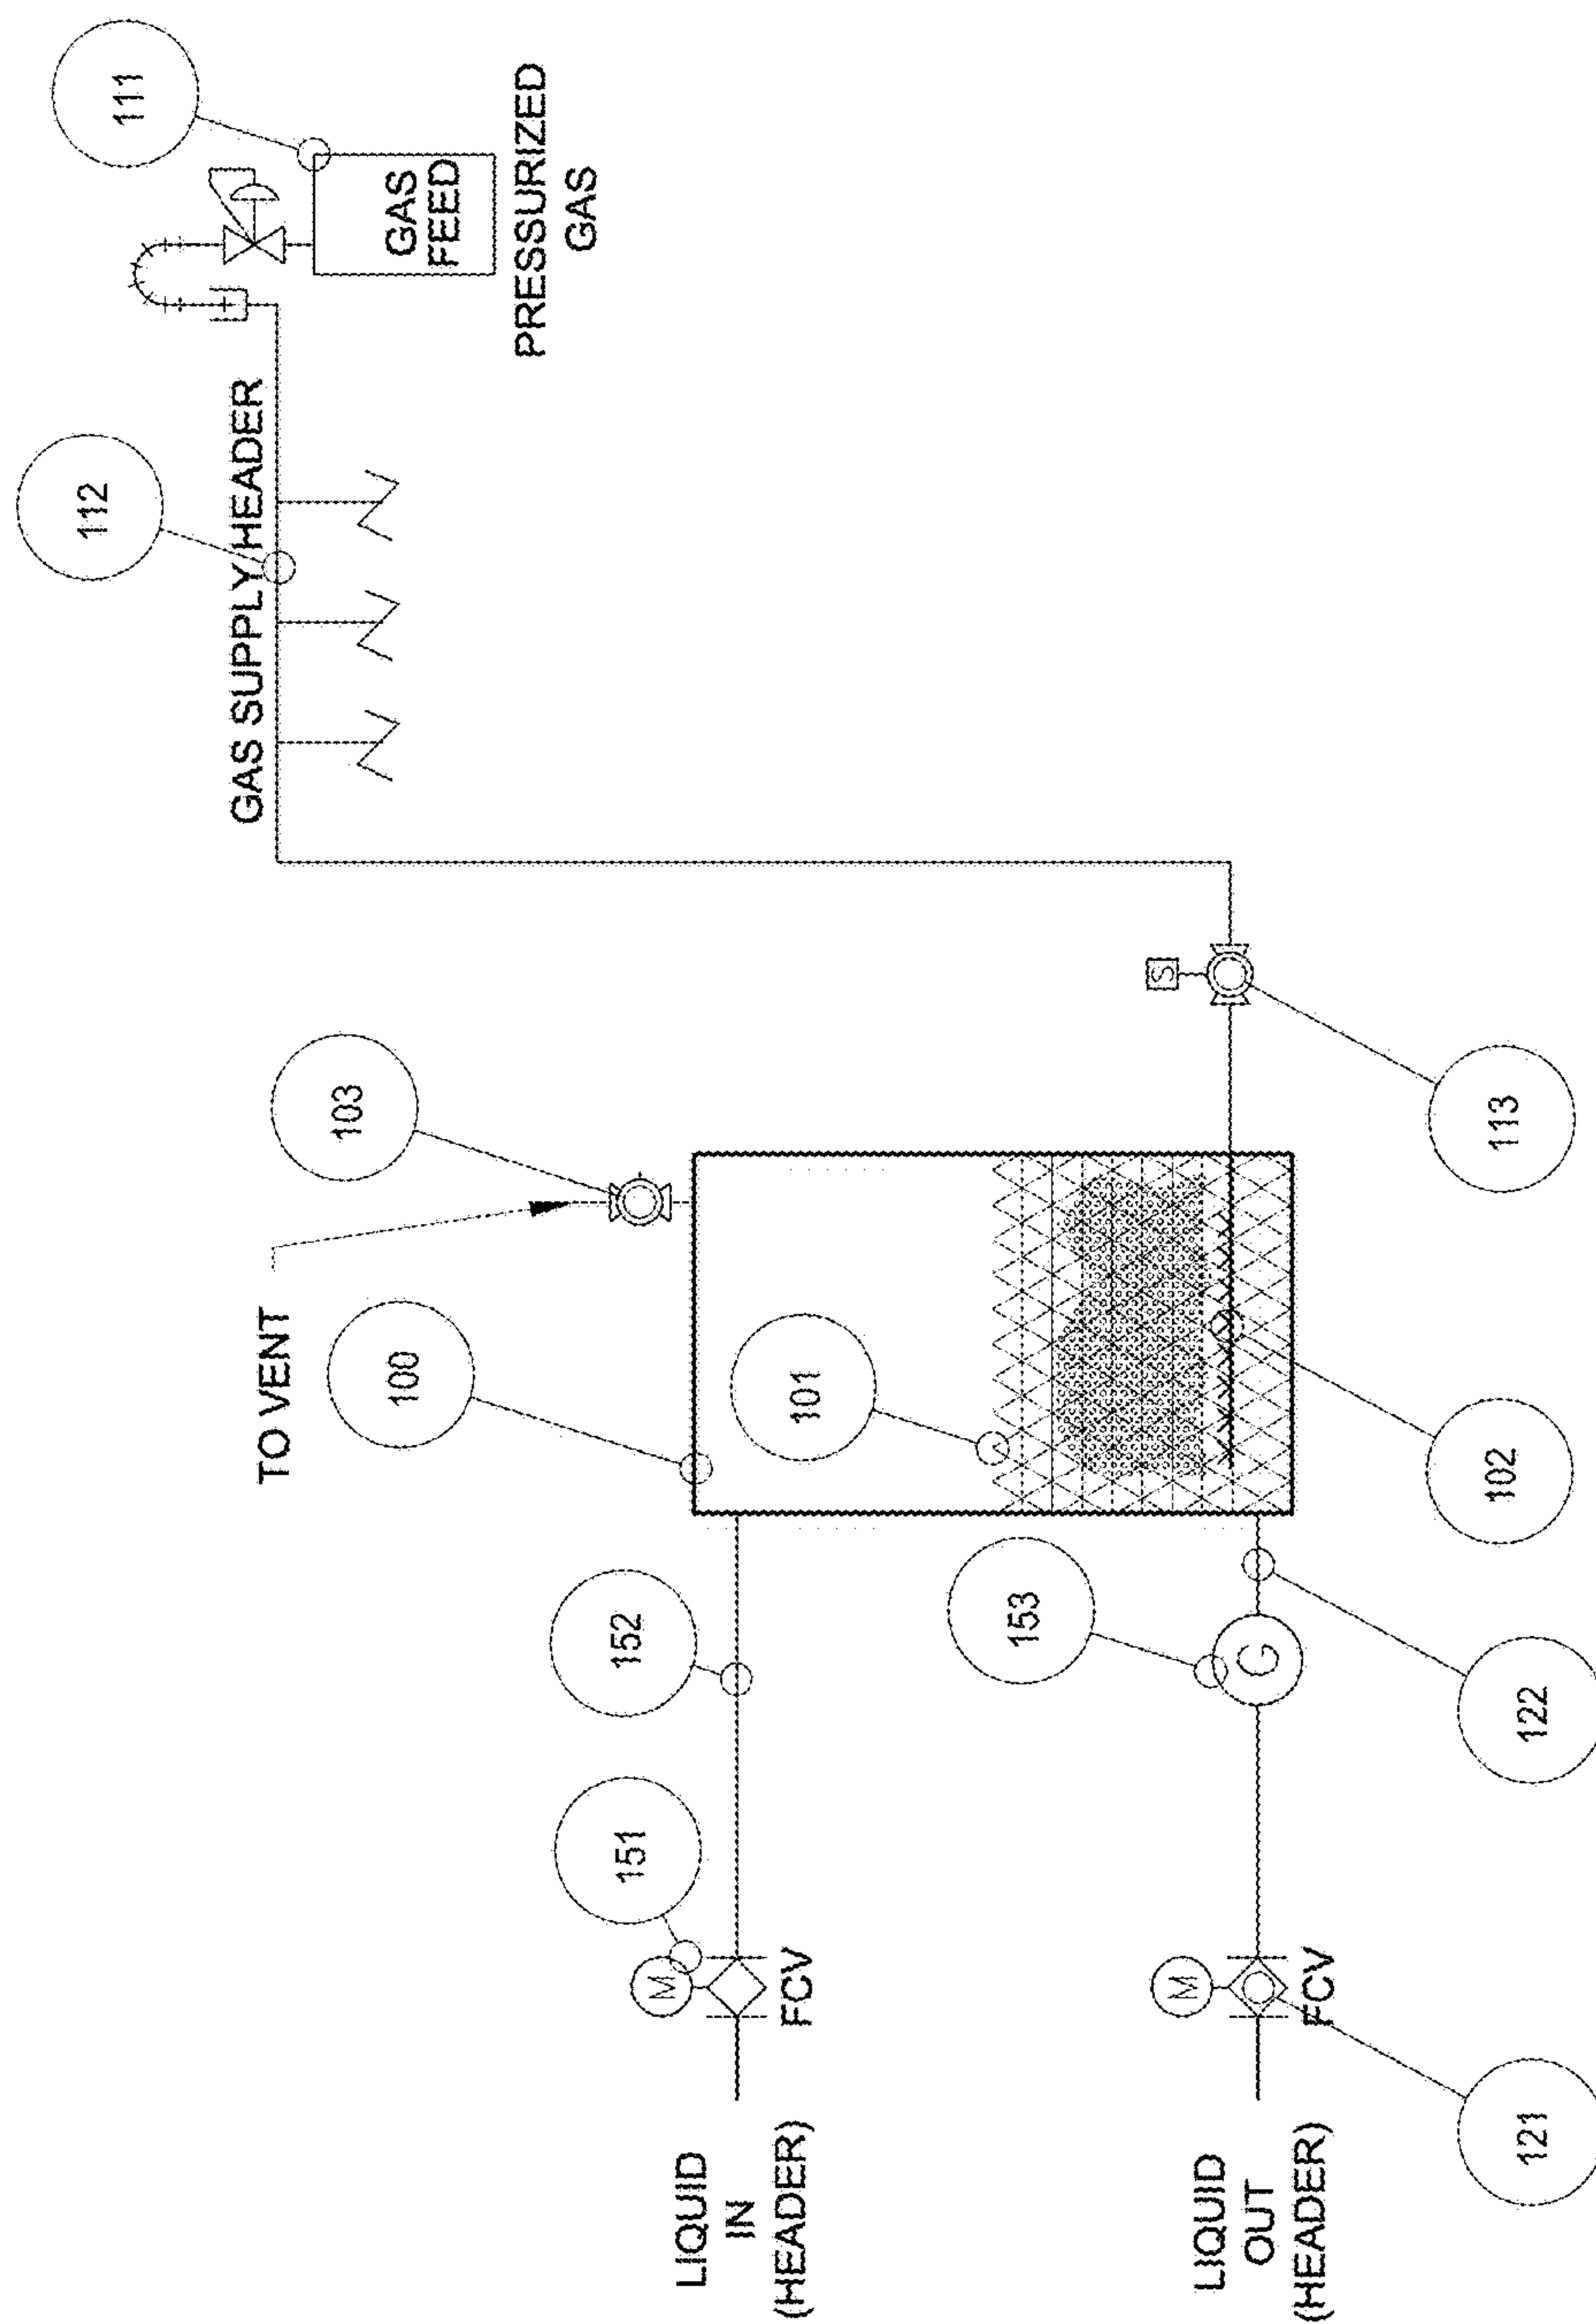 112
111
GAS SUPPLY HEADER
TO VENT
103
100
GAS
FEED
PRESSURIZED
GAS
151
152
M
LIQUID
IN
(HEADER)
FCV
101
153
S
M
G
LIQUID
OUT
(HEADER)
FCV
121
122
102
113